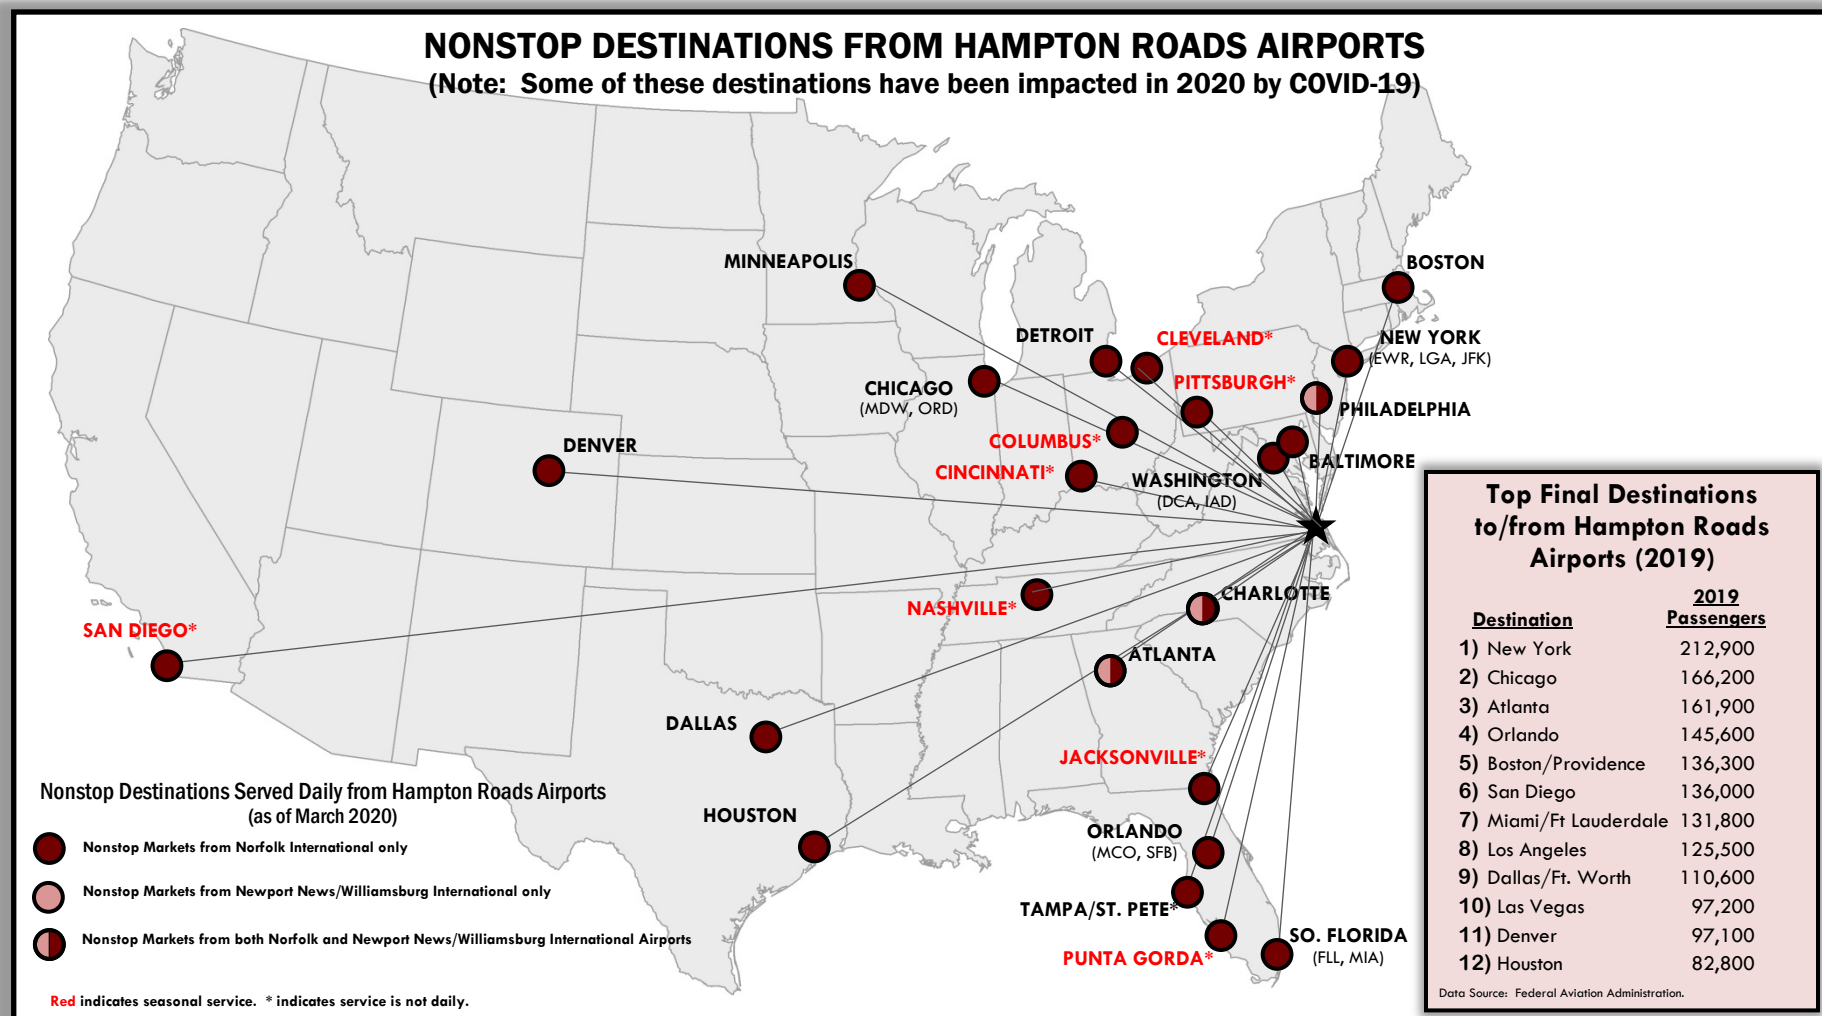 NONSTOP DESTINATIONS FROM HAMPTON ROADS AIRPORTS
(Note: Some of these destinations have been impacted in 2020 by COVID-19)
MINNEAPOLIS
BOSTON
DETROIT
CLEVELAND*
NEW YORK
(EWR, LGA, JFK)
CHICAGO
(MDW, ORD)
PITTSBURGH*
PHILADELPHIA
DENVER
COLUMBUS*
CINCINNATI*
WASHINGTON
(DCA, IAD)
BALTIMORE
NASHVILLE*
CHARLOTTE
SAN DIEGO*
ATLANTA
DALLAS
JACKSONVILLE*
HOUSTON
ORLANDO
(MCO, SFB)
TAMPA/ST. PETE*
PUNTA GORDA*
SO. FLORIDA
(FLL, MIA)
Nonstop Destinations Served Daily from Hampton Roads Airports
(as of March 2020)
Nonstop Markets from Norfolk International only
Nonstop Markets from Newport News/Williamsburg International only
Nonstop Markets from both Norfolk and Newport News/Williamsburg International Airports
Red indicates seasonal service. * indicates service is not daily.
Top Final Destinations
to/from Hampton Roads
Airports (2019)
2019
Destination Passengers
1) New York 212,900
2) Chicago 166,200
3) Atlanta 161,900
4) Orlando 145,600
5) Boston/Providence 136,300
6) San Diego 136,000
7) Miami/Ft Lauderdale 131,800
8) Los Angeles 125,500
9) Dallas/Ft. Worth 110,600
10) Las Vegas 97,200
11) Denver 97,100
12) Houston 82,800
Data Source: Federal Aviation Administration.